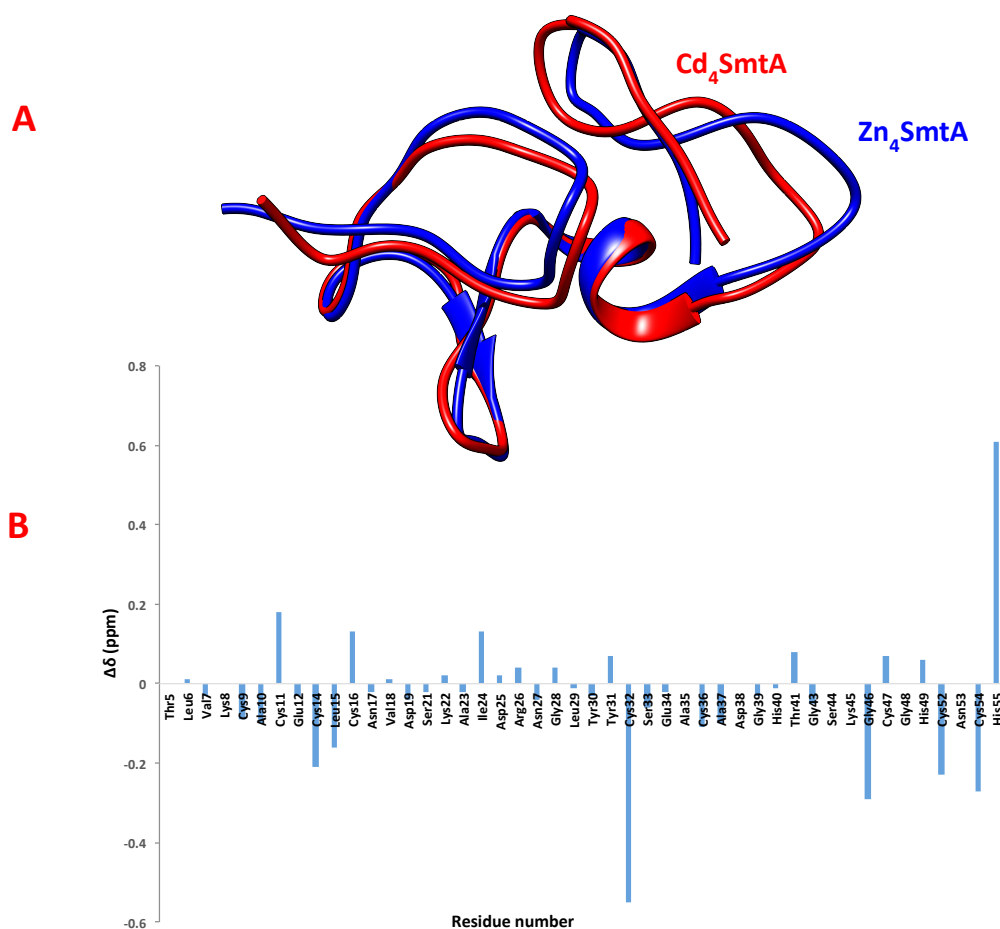 A
Cd4SmtA
Zn4SmtA
B
0.8
0.6
0.4
0.2
0
-0.2
-0.4
-0.6
Δδ (ppm)
Thr5
Leu6
Val7
Lys8
Cys9
Ala10
Cys11
Glu12
Cys14
Leu15
Cys16
Asn17
Val18
Asp19
Ser21
Lys22
Ala23
Ile24
Asp25
Arg26
Asn27
Gly28
Leu29
Tyr30
Tyr31
Cys32
Ser33
Glu34
Ala35
Cys36
Ala37
Asp38
Gly39
His40
Thr41
Gly43
Ser44
Lys45
Gly46
Cys47
Gly48
His49
Cys52
Asn53
Cys54
His55
Residue number